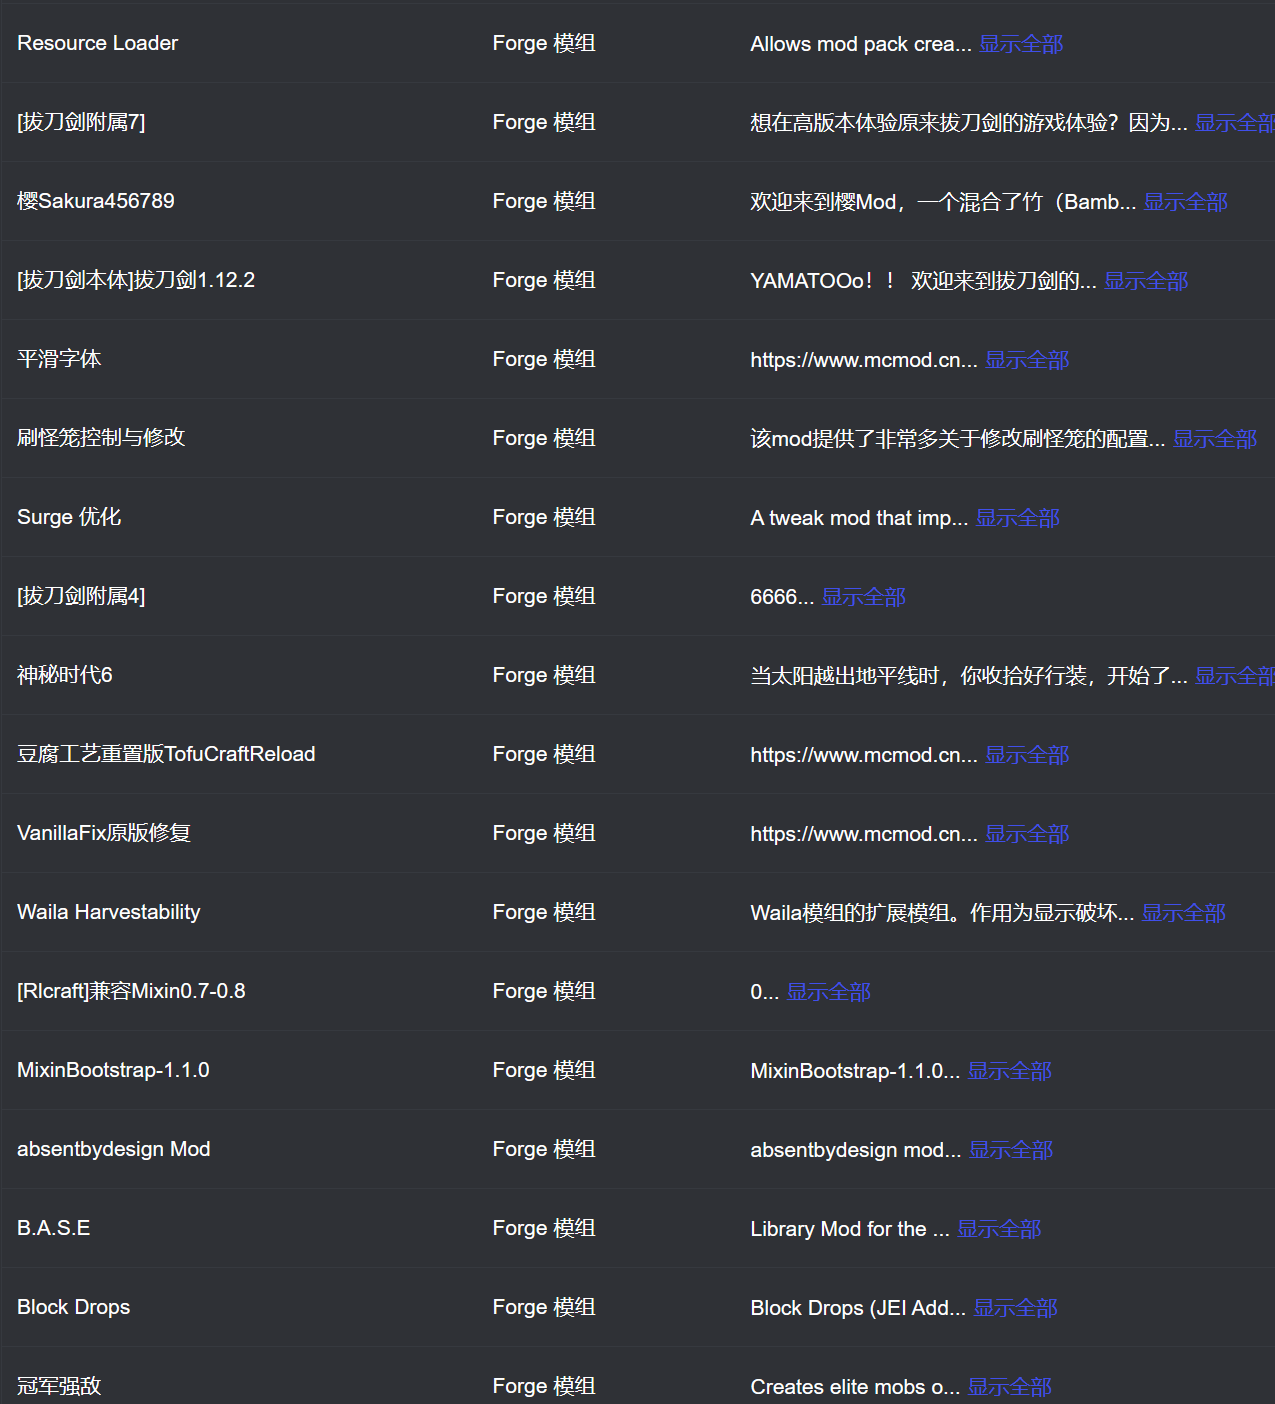 Resource Loader Forge 模组 Allows mod pack crea... 显示全部
[拔刀剑附属7] Forge 模组 想在高版本体验原来拔刀剑的游戏体验？因为... 显示全部
樱Sakura456789 Forge 模组 欢迎来到樱Mod，一个混合了竹（Bamb... 显示全部
[拔刀剑本体]拔刀剑1.12.2 Forge 模组 YAMATOOo！！ 欢迎来到拔刀剑的... 显示全部
平滑字体 Forge 模组 https://www.mcmod.cn... 显示全部
刷怪笼控制与修改 Forge 模组 该mod提供了非常多关于修改刷怪笼的配置... 显示全部
Surge 优化 Forge 模组 A tweak mod that imp... 显示全部
[拔刀剑附属4] Forge 模组 6666... 显示全部
神秘时代6 Forge 模组 当太阳越出地平线时，你收拾好行装，开始了... 显示全部
豆腐工艺重置版TofuCraftReload Forge 模组 https://www.mcmod.cn... 显示全部
VanillaFix原版修复 Forge 模组 https://www.mcmod.cn... 显示全部
Waila Harvestability Forge 模组 Waila模组的扩展模组。作用为显示破坏... 显示全部
[Rlcraft]兼容Mixin0.7-0.8 Forge 模组 0... 显示全部
MixinBootstrap-1.1.0 Forge 模组 MixinBootstrap-1.1.0... 显示全部
absentbydesign Mod Forge 模组 absentbydesign mod... 显示全部
B.A.S.E Forge 模组 Library Mod for the ... 显示全部
Block Drops Forge 模组 Block Drops (JEI Add... 显示全部
冠军强敌 Forge 模组 Creates elite mobs o... 显示全部